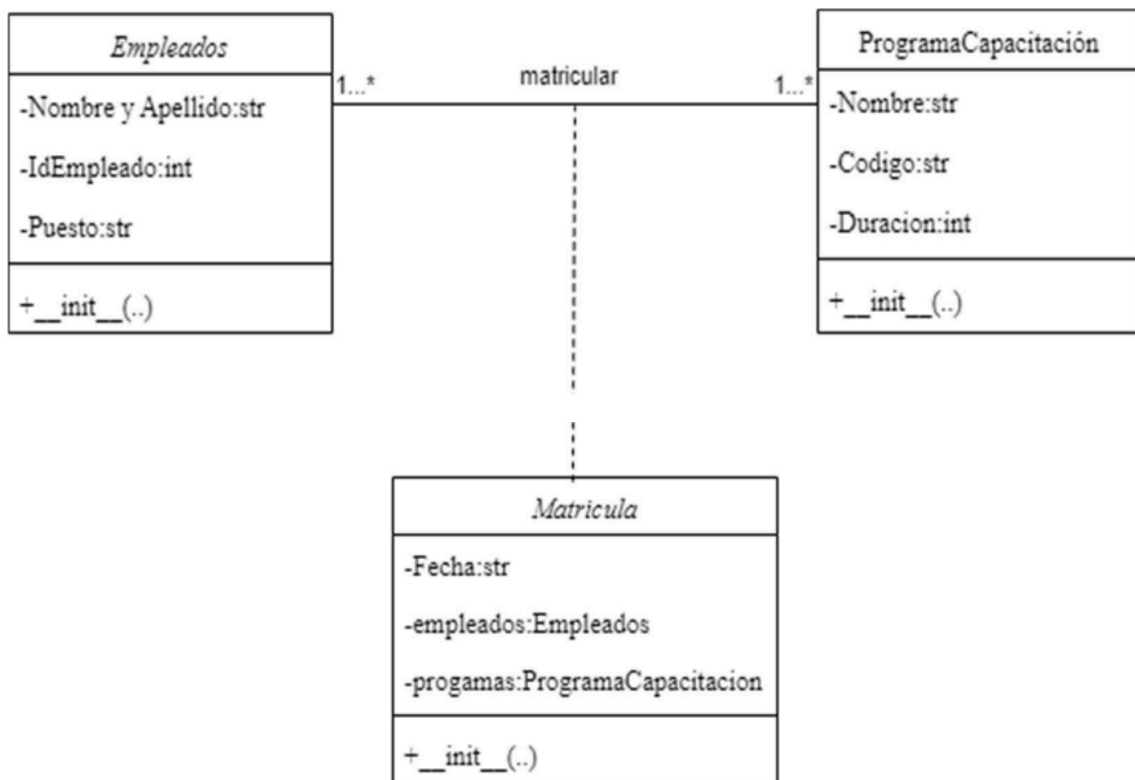 Empleados
-Nombre y Apellido:str
-IdEmpleado:int
-Puesto:str
+__init__(..)
1...*
matricular
1...*
ProgramaCapacitación
-Nombre:str
-Codigo:str
-Duracion:int
+__init__(..)
Matricula
-Fecha:str
-empleados:Empleados
-progamas:ProgramaCapacitacion
+__init__(..)